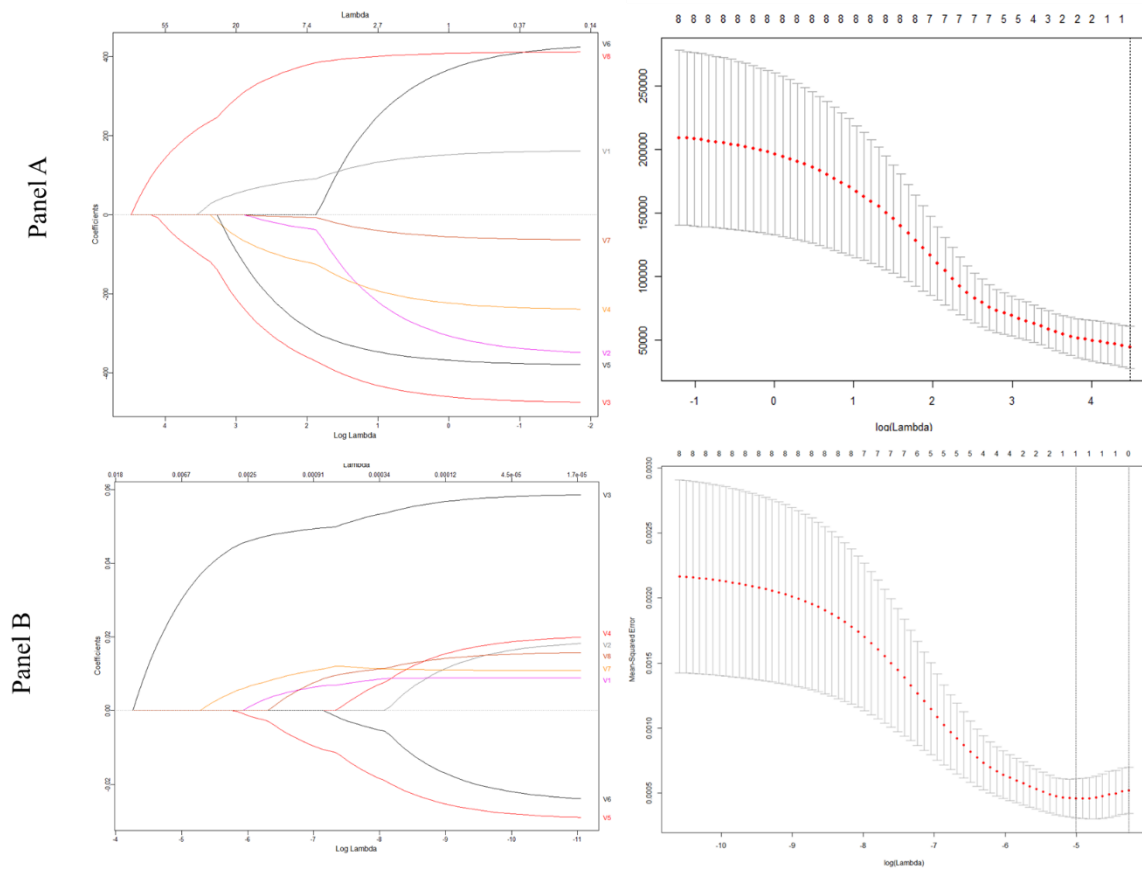 Panel A
Lambda
55 20 7,4 2,7 1 0,37 0,14
400
200
0
-200
-400
Coefficients
V6
V8
V1
V7
V4
V2
V5
V3
4 3 2 1 0 -1 -2
Log Lambda
8 8 8 8 8 8 8 8 8 8 8 8 8 8 8 8 8 7 7 7 7 7 5 5 4 3 2 2 2 1 1
250000
200000
150000
100000
50000
-1 0 1 2 3 4
log(Lambda)
Panel B
Lambda
0.018 0.0067 0.0025 0.00091 0.00034 0.00012 4.5e-05 1.7e-05
0.06
0.04
0.02
0.00
-0.02
Coefficients
V3
V4
V2
V8
V7
V1
V6
V5
-4 -5 -6 -7 -8 -9 -10 -11
Log Lambda
8 8 8 8 8 8 8 8 8 8 8 8 8 8 8 8 7 7 7 7 6 5 5 5 5 4 4 4 2 2 1 1 1 1 1 0
0.0030
0.0025
0.0020
0.0015
0.0010
0.0005
Mean-Squared Error
-10 -9 -8 -7 -6 -5
log(Lambda)